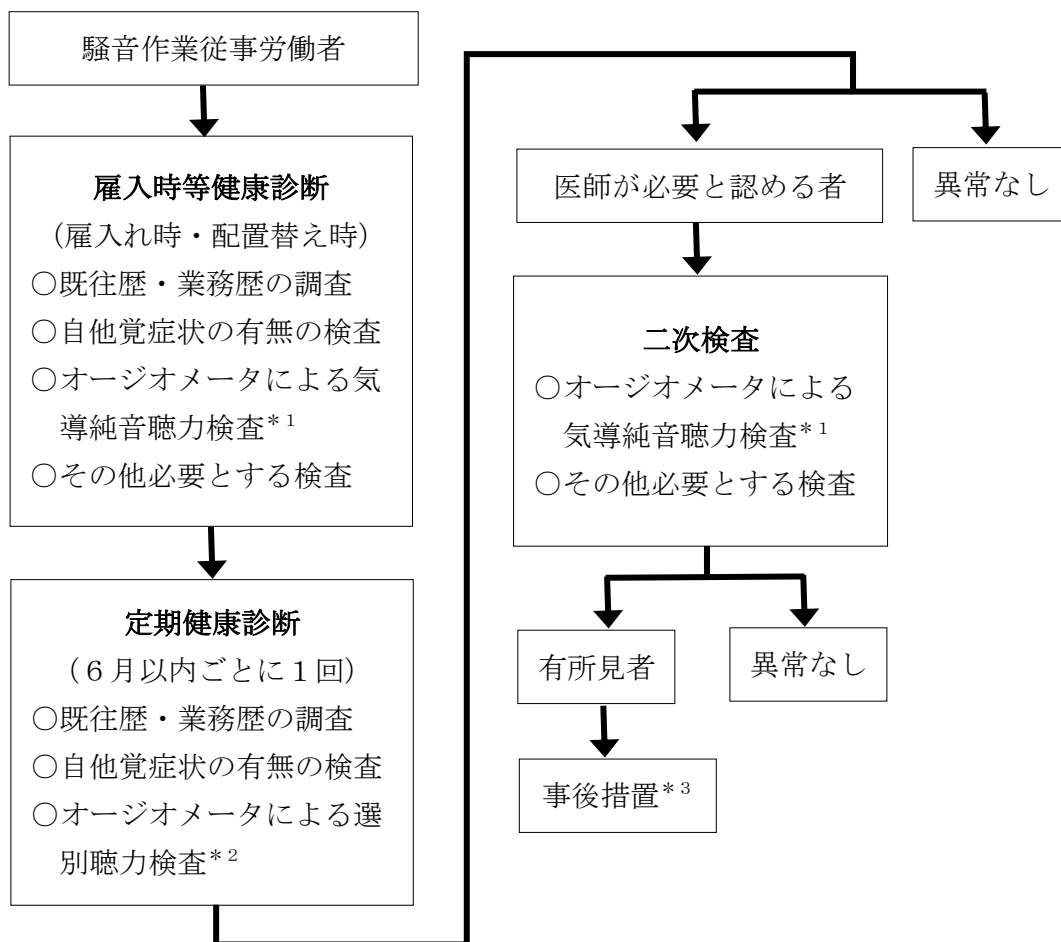 騒音作業従事労働者
雇入時等健康診断
（雇入れ時・配置替え時）
○既往歴・業務歴の調査
○自他覚症状の有無の検査
○オージオメータによる気
導純音聴力検査*１
○その他必要とする検査
定期健康診断
（６月以内ごとに１回）
○既往歴・業務歴の調査
○自他覚症状の有無の検査
○オージオメータによる選
別聴力検査*２
医師が必要と認める者
異常なし
二次検査
○オージオメータによる
気導純音聴力検査*１
○その他必要とする検査
有所見者
異常なし
事後措置*３